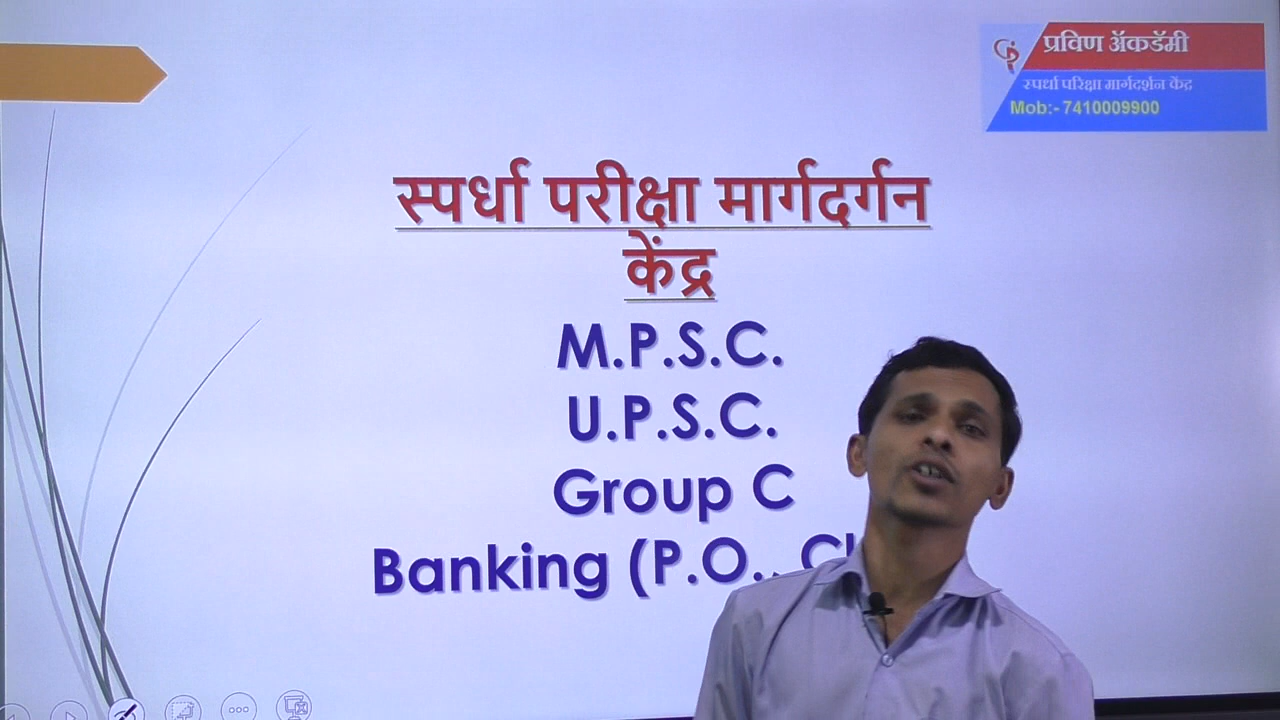 प्रविण ॲकडॅमी
स्पर्धा परिक्षा मार्गदर्शन केंद्र
Mob:- 7410009900
स्पर्धा परीक्षा मार्गदर्गन
केंद्र
M.P.S.C.
U.P.S.C.
Group C
Banking (P.O.,